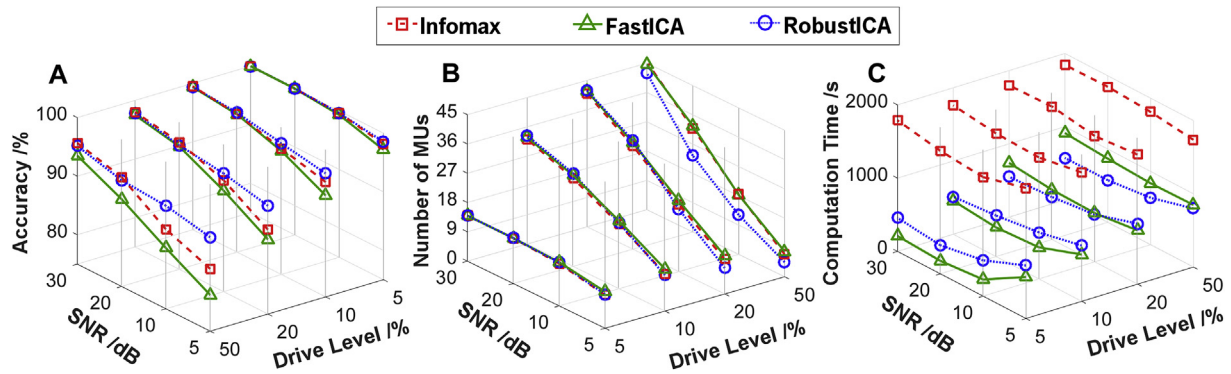 Infomax FastICA RobustICA
A
Accuracy /%
100
90
80
30
20
10
5
SNR /dB
50
20
10
5
Drive Level /%
B
Number of MUs
45
36
27
18
9
0
30
20
10
5
SNR /dB
5
10
20
50
Drive Level /%
C
Computation Time /s
2000
1000
0
30
20
10
5
SNR /dB
5
10
20
50
Drive Level /%